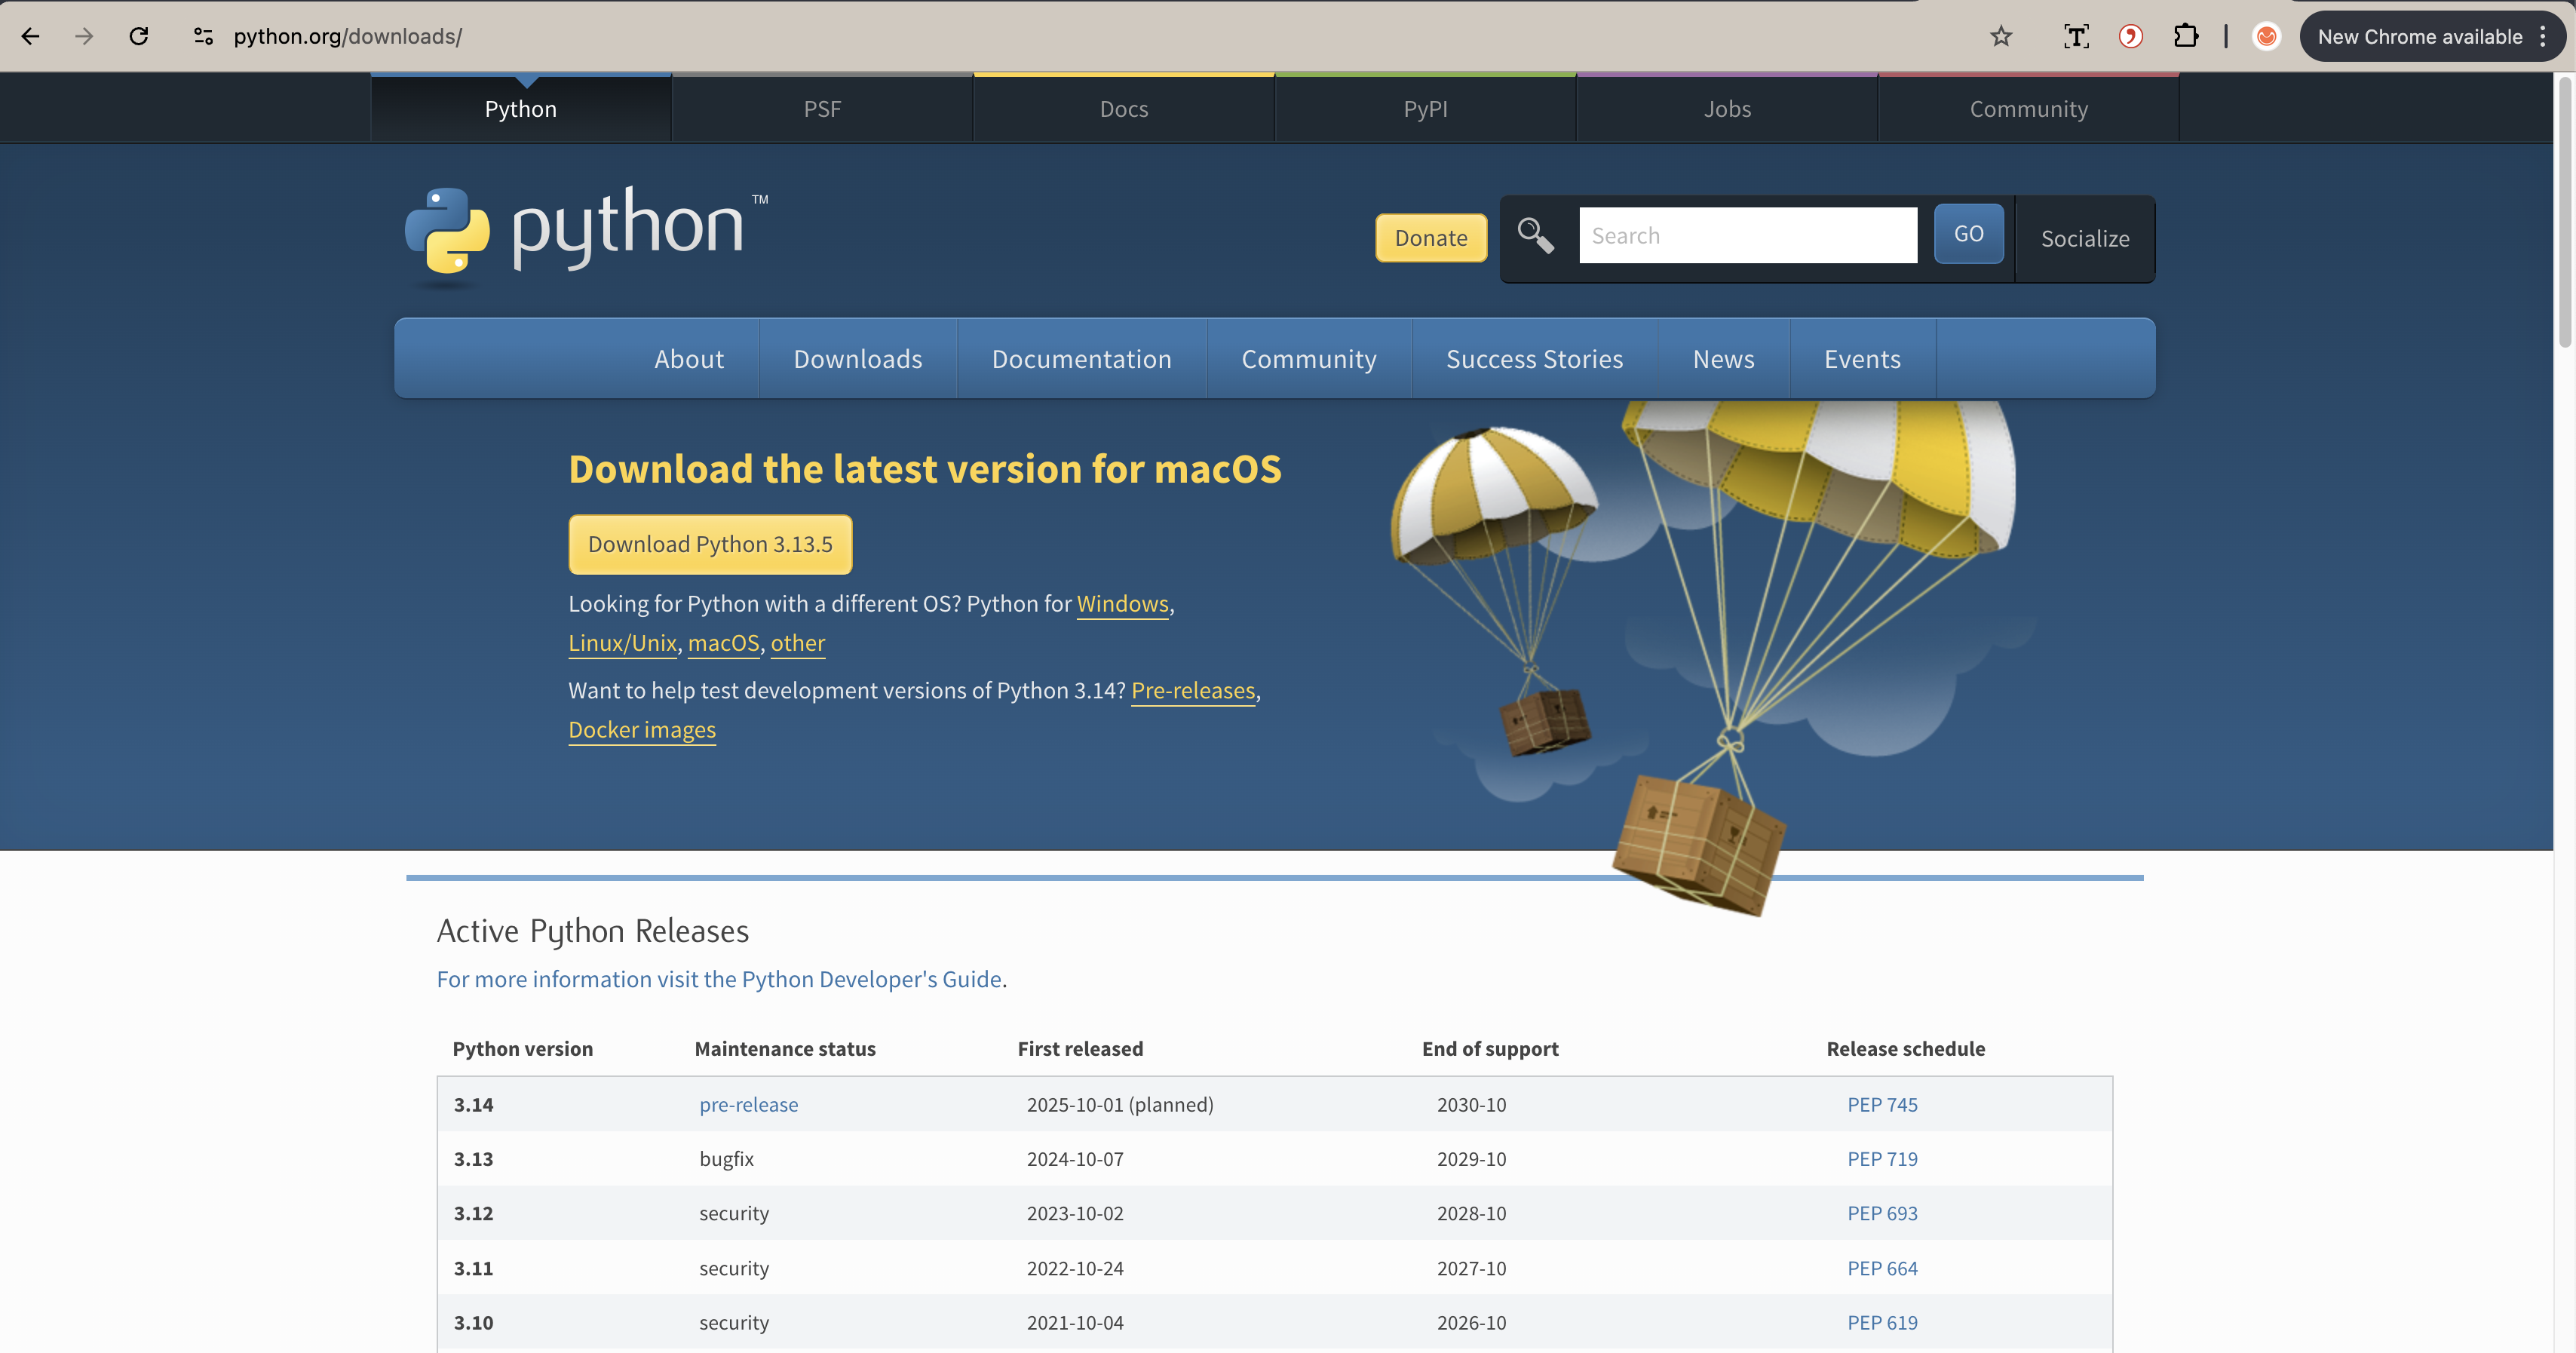 python.org/downloads/
New Chrome available
Python PSF Docs PyPI Jobs Community
python™
Donate Search GO Socialize
About Downloads Documentation Community Success Stories News Events
Download the latest version for macOS
Download Python 3.13.5
Looking for Python with a different OS? Python for Windows,
Linux/Unix, macOS, other
Want to help test development versions of Python 3.14? Pre-releases,
Docker images
Active Python Releases
For more information visit the Python Developer's Guide.
Python version Maintenance status First released End of support Release schedule
3.14 pre-release 2025-10-01 (planned) 2030-10 PEP 745
3.13 bugfix 2024-10-07 2029-10 PEP 719
3.12 security 2023-10-02 2028-10 PEP 693
3.11 security 2022-10-24 2027-10 PEP 664
3.10 security 2021-10-04 2026-10 PEP 619